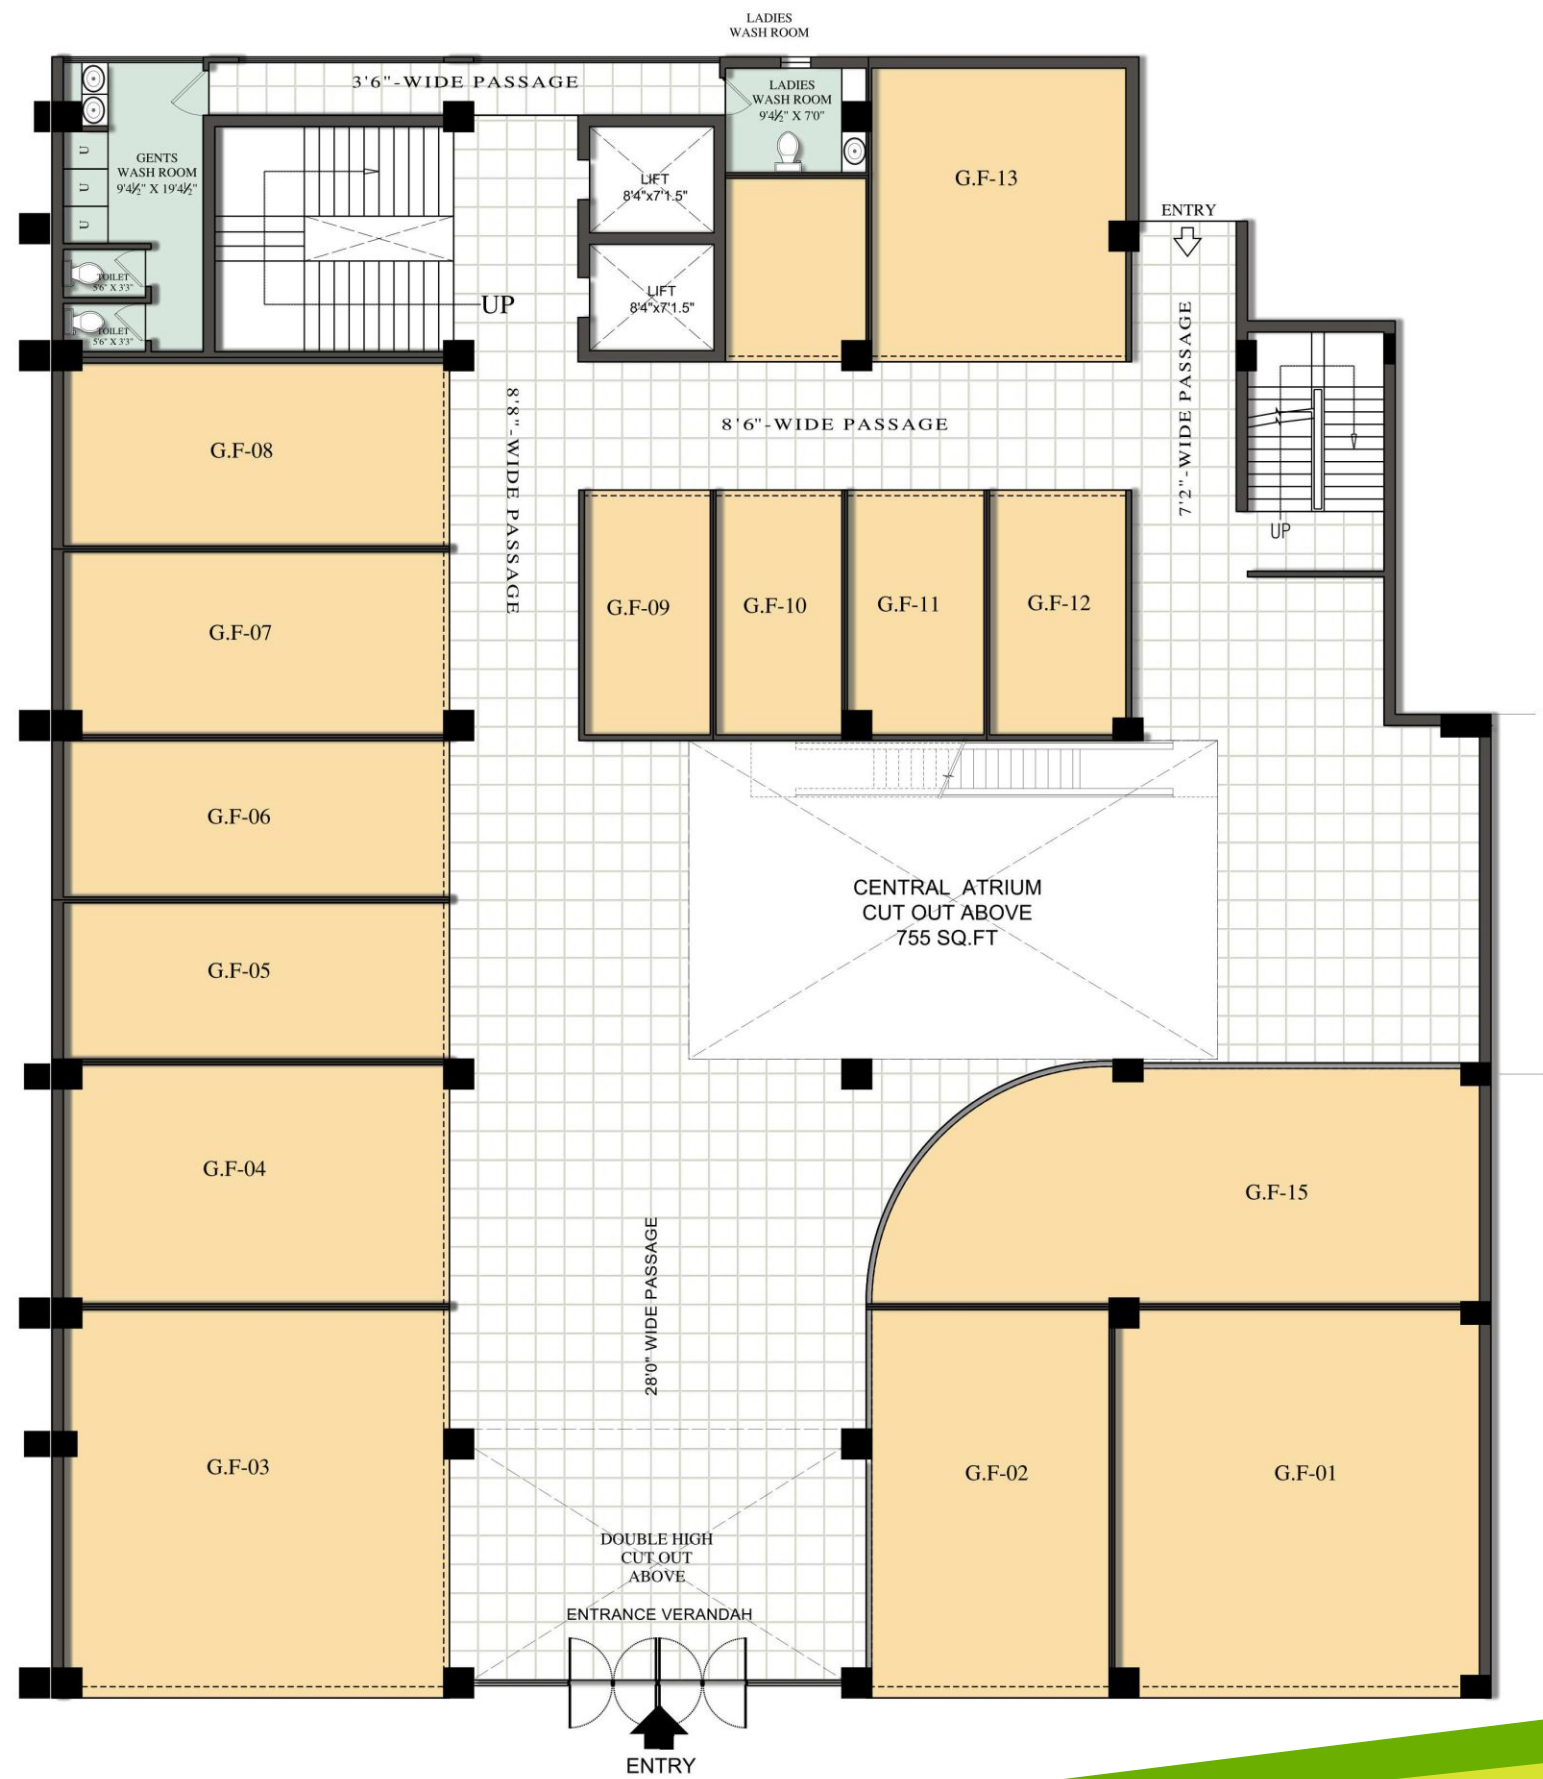 LADIES
WASH ROOM
3'6"-WIDE PASSAGE
LADIES
WASH ROOM
9'4½" X 7'0"
GENTS
WASH ROOM
9'4½" X 19'4½"
LIFT
8'4"x7'1.5"
G.F-13
ENTRY
TOILET
5'6" X 3'3"
LIFT
8'4"x7'1.5"
UP
TOILET
5'6" X 3'3"
7'2"-WIDE PASSAGE
8'8"-WIDE PASSAGE
8'6"-WIDE PASSAGE
G.F-08
UP
G.F-09
G.F-10
G.F-11
G.F-12
G.F-07
G.F-06
CENTRAL ATRIUM
CUT OUT ABOVE
755 SQ.FT
G.F-05
G.F-04
G.F-15
28'0" WIDE PASSAGE
G.F-03
G.F-02
G.F-01
DOUBLE HIGH
CUT OUT
ABOVE
ENTRANCE VERANDAH
ENTRY